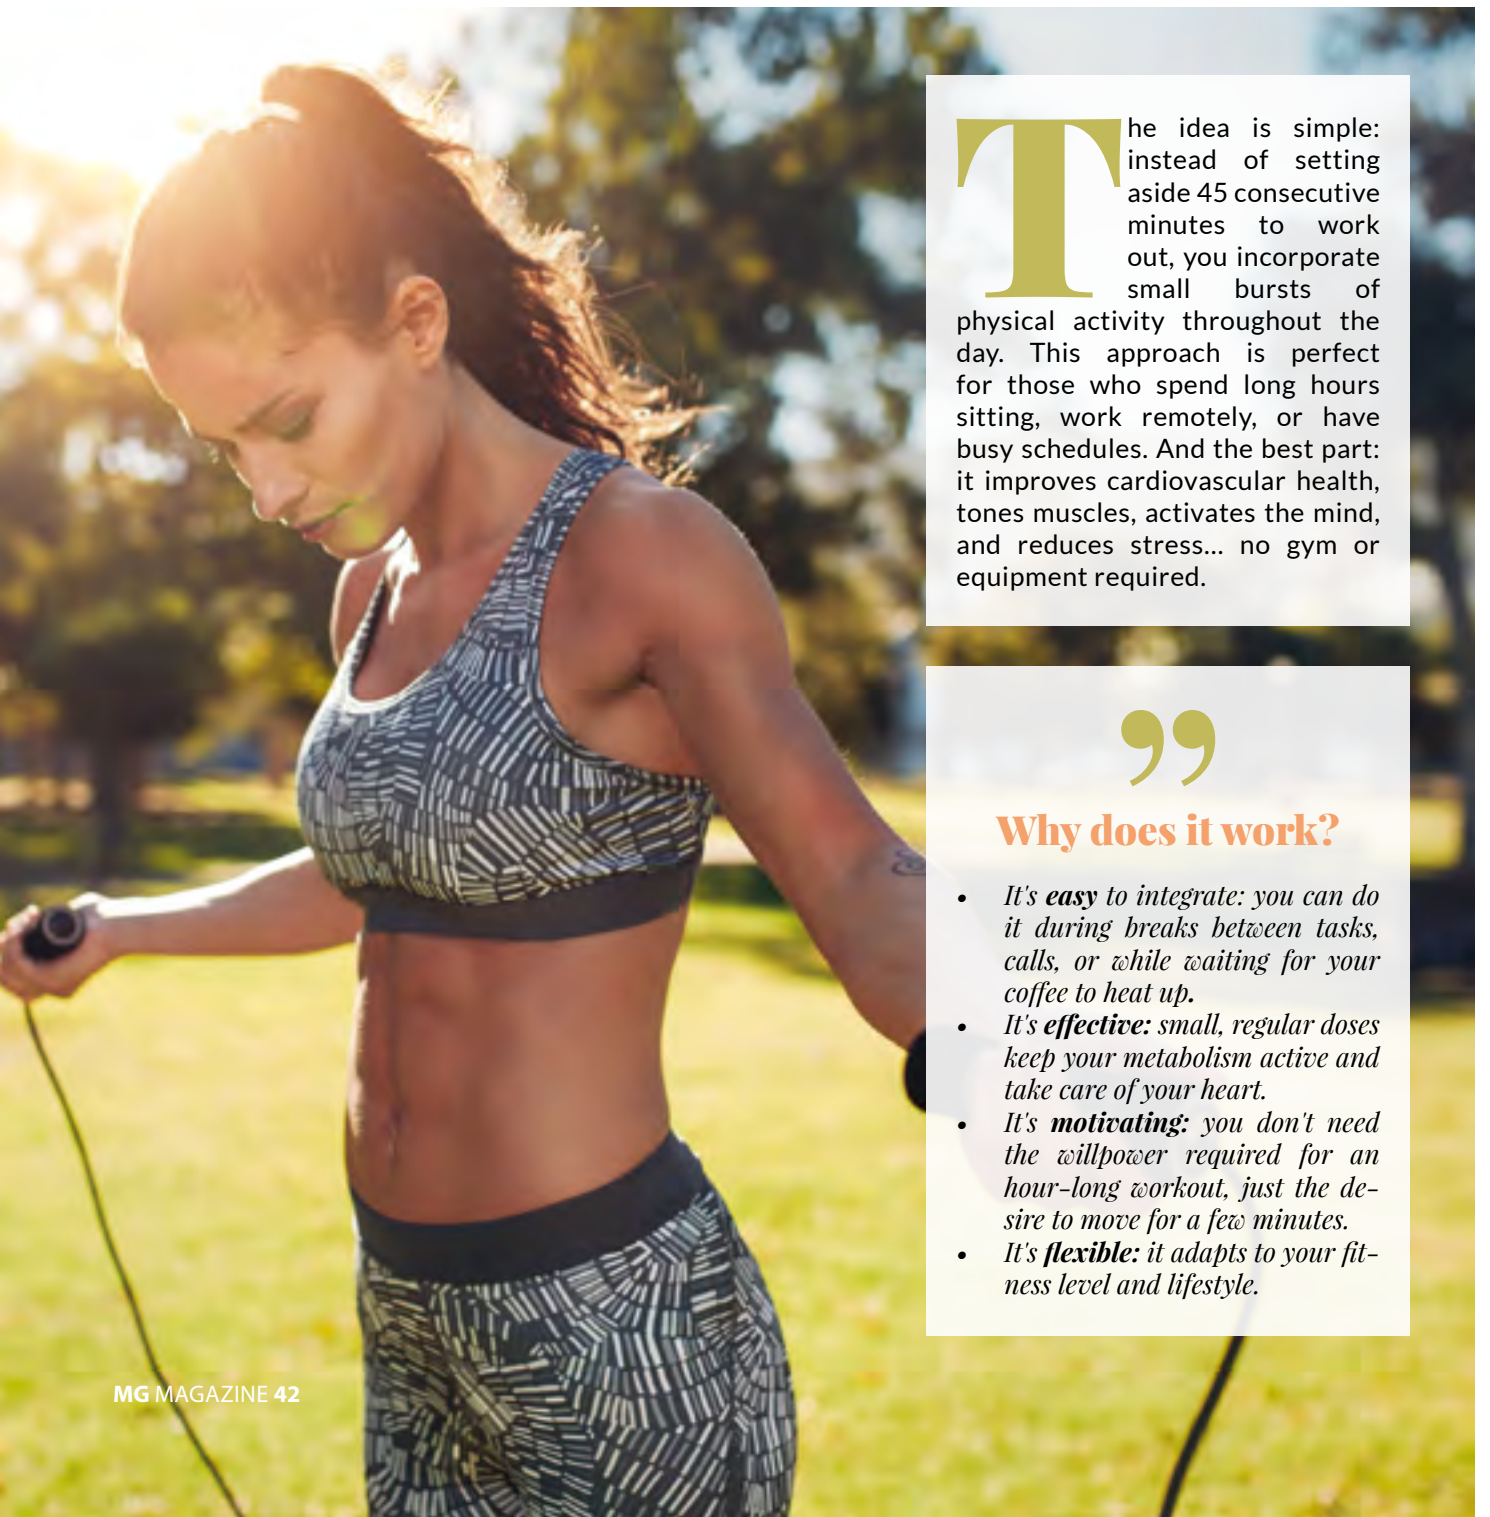 The idea is simple:
instead of setting
aside 45 consecutive
minutes to work
out, you incorporate
small bursts of
physical activity throughout the
day. This approach is perfect
for those who spend long hours
sitting, work remotely, or have
busy schedules. And the best part:
it improves cardiovascular health,
tones muscles, activates the mind,
and reduces stress... no gym or
equipment required.
”
Why does it work?
• It's easy to integrate: you can do
it during breaks between tasks,
calls, or while waiting for your
coffee to heat up.
• It's effective: small, regular doses
keep your metabolism active and
take care of your heart.
• It's motivating: you don't need
the willpower required for an
hour-long workout, just the de-
sire to move for a few minutes.
• It's flexible: it adapts to your fit-
ness level and lifestyle.
MG MAGAZINE 42